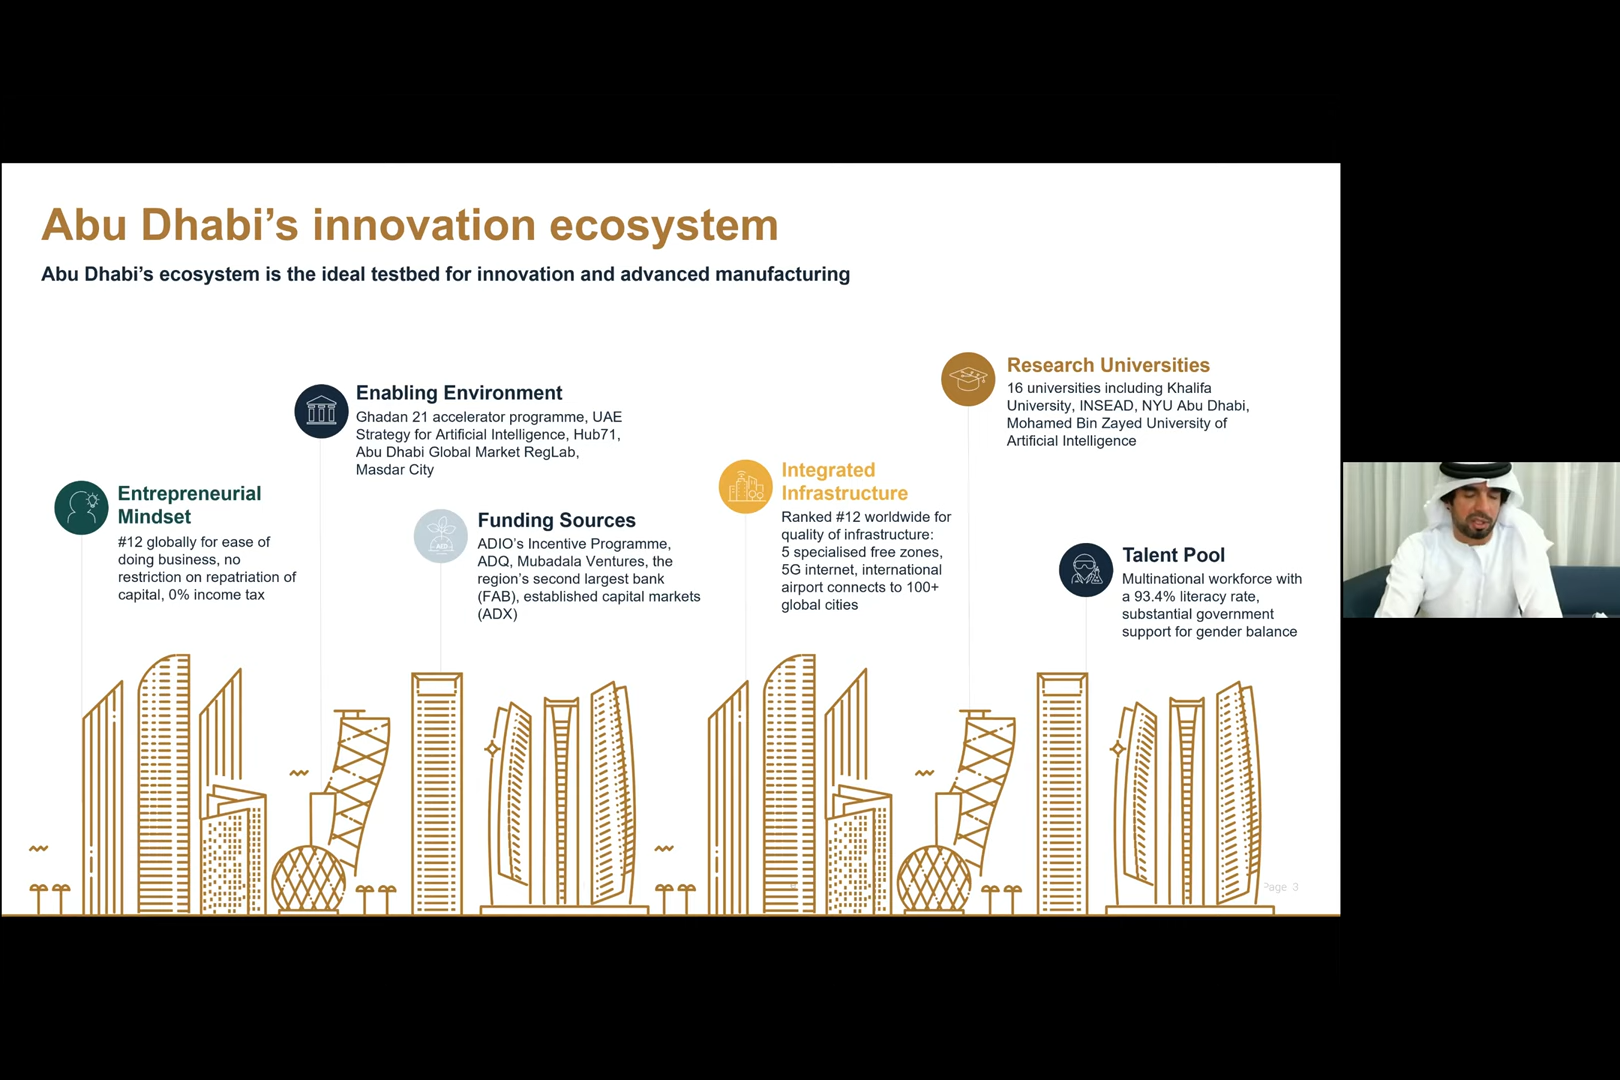 Abu Dhabi’s innovation ecosystem
Abu Dhabi’s ecosystem is the ideal testbed for innovation and advanced manufacturing
Entrepreneurial
Mindset
#12 globally for ease of
doing business, no
restriction on repatriation of
capital, 0% income tax
Enabling Environment
Ghadan 21 accelerator programme, UAE
Strategy for Artificial Intelligence, Hub71,
Abu Dhabi Global Market RegLab,
Masdar City
AED
Funding Sources
ADIO’s Incentive Programme,
ADQ, Mubadala Ventures, the
region’s second largest bank
(FAB), established capital markets
(ADX)
Integrated
Infrastructure
Ranked #12 worldwide for
quality of infrastructure:
5 specialised free zones,
5G internet, international
airport connects to 100+
global cities
Research Universities
16 universities including Khalifa
University, INSEAD, NYU Abu Dhabi,
Mohamed Bin Zayed University of
Artificial Intelligence
Talent Pool
Multinational workforce with
a 93.4% literacy rate,
substantial government
support for gender balance
Page 3